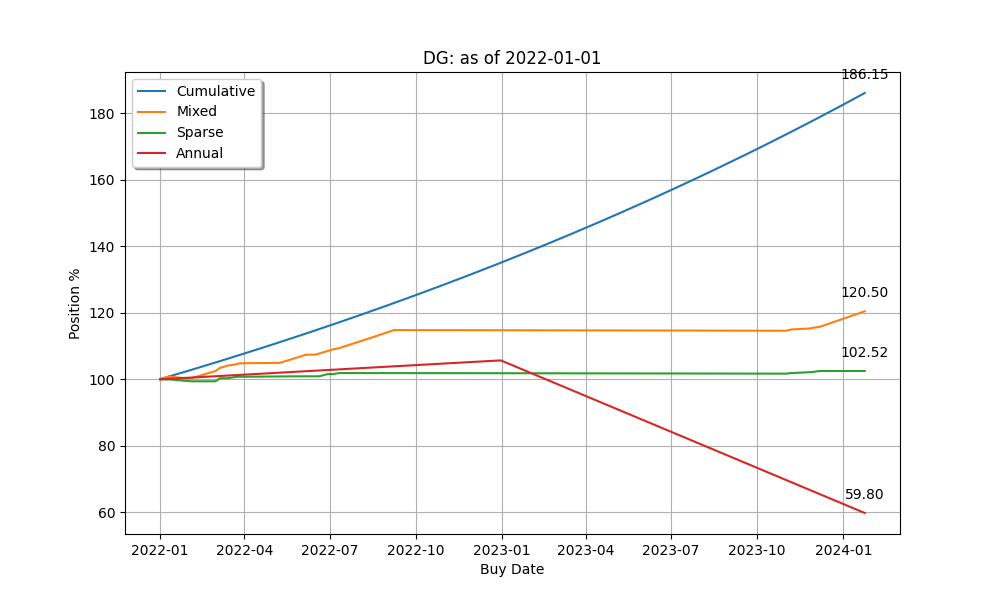 DG: as of 2022-01-01
186.15
Cumulative
Mixed
Sparse
Annual
180
160
140
120
100
80
60
120.50
102.52
59.80
Position %
2022-01 2022-04 2022-07 2022-10 2023-01 2023-04 2023-07 2023-10 2024-01
Buy Date